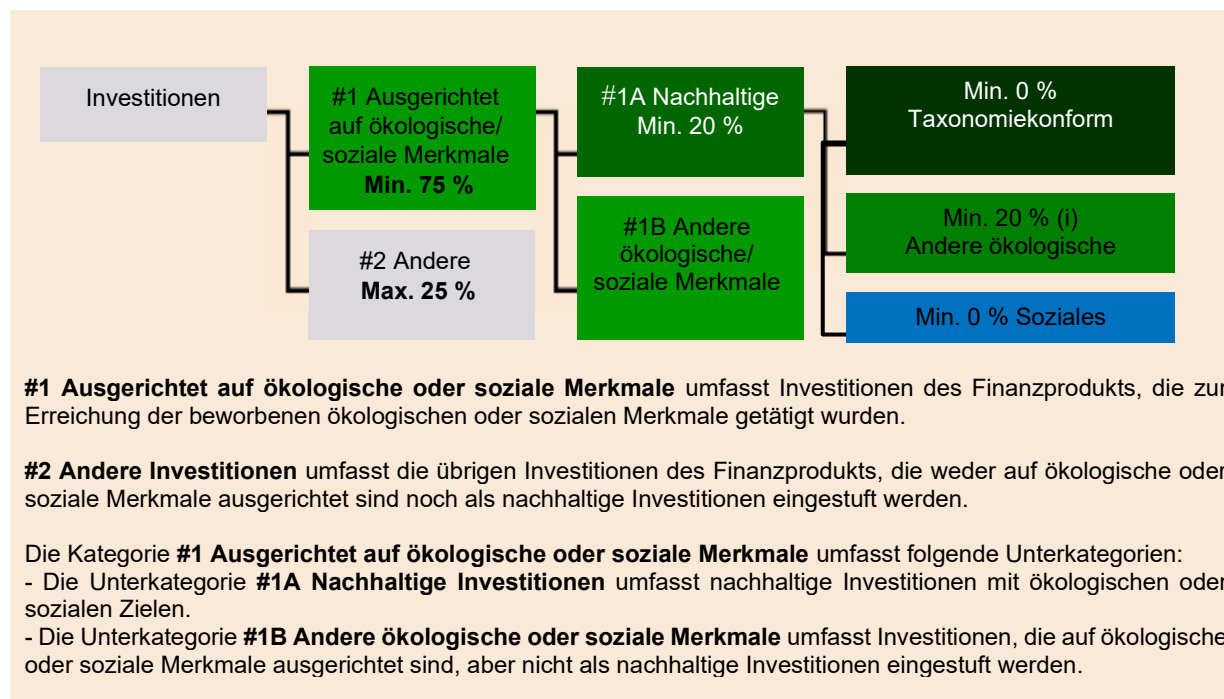 Investitionen
#1 Ausgerichtet
auf ökologische/
soziale Merkmale
Min. 75 %
#2 Andere
Max. 25 %
#1A Nachhaltige
Min. 20 %
#1B Andere
ökologische/
soziale Merkmale
Min. 0 %
Taxonomiekonform
Min. 20 % (i)
Andere ökologische
Min. 0 % Soziales
#1 Ausgerichtet auf ökologische oder soziale Merkmale umfasst Investitionen des Finanzprodukts, die zur
Erreichung der beworbenen ökologischen oder sozialen Merkmale getätigt wurden.
#2 Andere Investitionen umfasst die übrigen Investitionen des Finanzprodukts, die weder auf ökologische oder
soziale Merkmale ausgerichtet sind noch als nachhaltige Investitionen eingestuft werden.
Die Kategorie #1 Ausgerichtet auf ökologische oder soziale Merkmale umfasst folgende Unterkategorien:
- Die Unterkategorie #1A Nachhaltige Investitionen umfasst nachhaltige Investitionen mit ökologischen oder
sozialen Zielen.
- Die Unterkategorie #1B Andere ökologische oder soziale Merkmale umfasst Investitionen, die auf ökologische
oder soziale Merkmale ausgerichtet sind, aber nicht als nachhaltige Investitionen eingestuft werden.